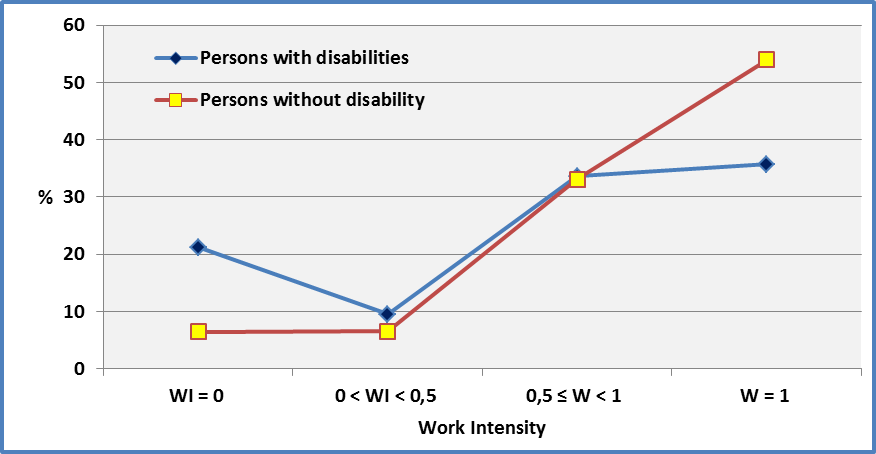 60
50
40
30
20
10
0
%
Persons with disabilities
Persons without disability
WI = 0
0 < WI < 0,5
0,5 ≤ W < 1
W = 1
Work Intensity